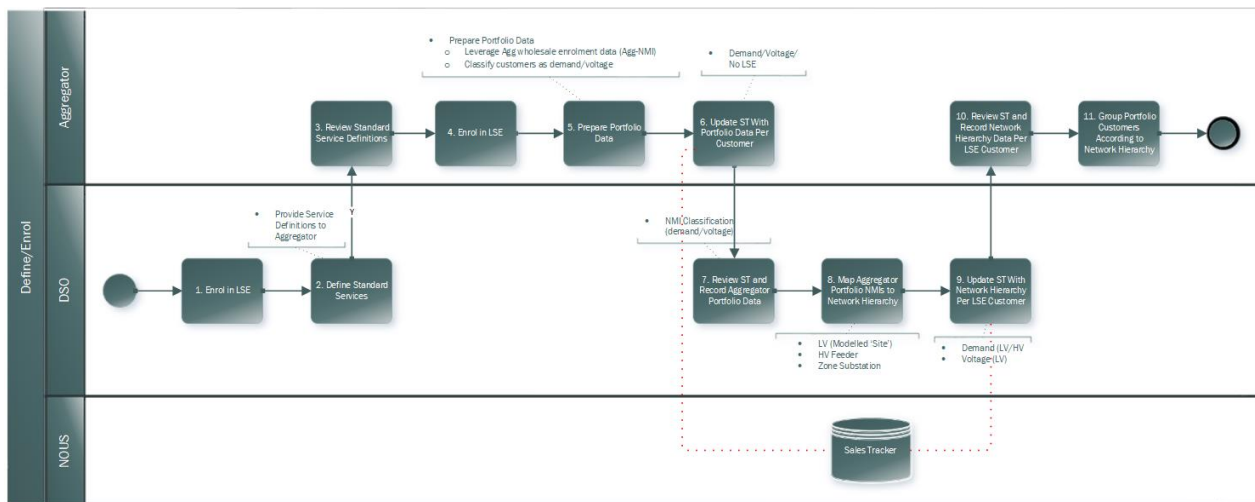 Define/Enrol
Aggregator
DSO
NOUS
• Prepare Portfolio Data
o Leverage Agg wholesale enrolment data (Agg-NMI)
o Classify customers as demand/voltage
• Demand/Voltage/
No LSE
3. Review Standard
Service Definitions
4. Enrol in LSE
5. Prepare Portfolio
Data
6. Update ST With
Portfolio Data Per
Customer
10. Review ST and
Record Network
Hierarchy Data Per
LSE Customer
11. Group Portfolio
Customers
According to
Network Hierarchy
Y
• Provide Service
Definitions to
Aggregator
• NMI Classification
(demand/voltage)
1. Enrol in LSE
2. Define Standard
Services
7. Review ST and
Record Aggregator
Portfolio Data
8. Map Aggregator
Portfolio NMIs to
Network Hierarchy
9. Update ST With
Network Hierarchy
Per LSE Customer
• LV (Modelled ‘Site’)
• HV Feeder
• Zone Substation
• Demand (LV/HV
• Voltage (LV)
Sales Tracker